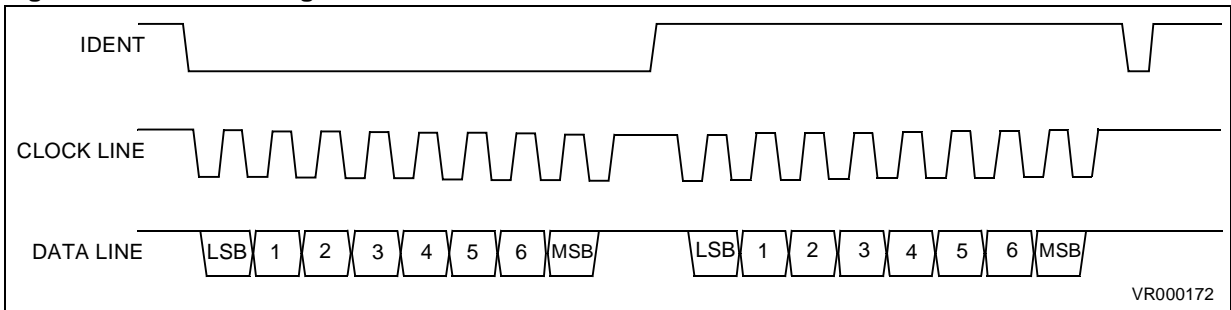 IDENT
CLOCK LINE
DATA LINE LSB 1 2 3 4 5 6 MSB LSB 1 2 3 4 5 6 MSB
VR000172